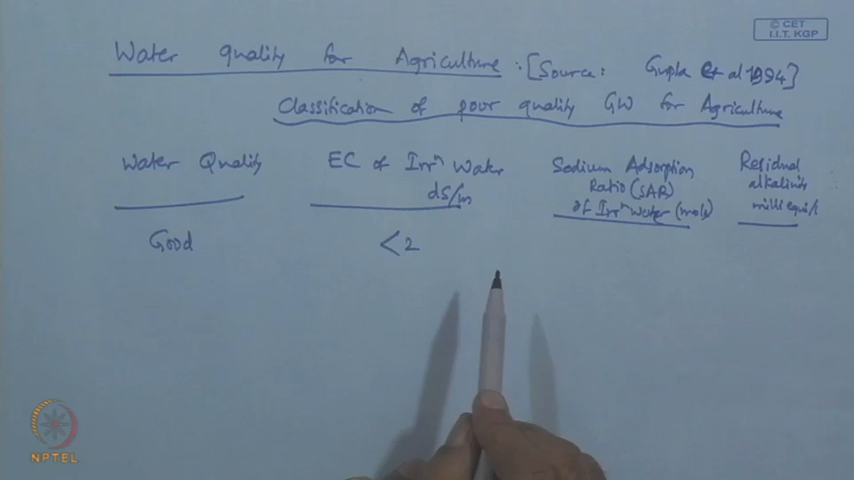 © CET
I.I.T. KGP
Water quality for Agriculture :- [Source: Gupta et al 1994]
Classification of poor quality GW for Agriculture
Water Quality EC of Irrn Water Sodium Adsorption Residual
dS/m Ratio (SAR) alkalinity
of Irrn Water (mole) milli equi/l
Good <2
NPTEL